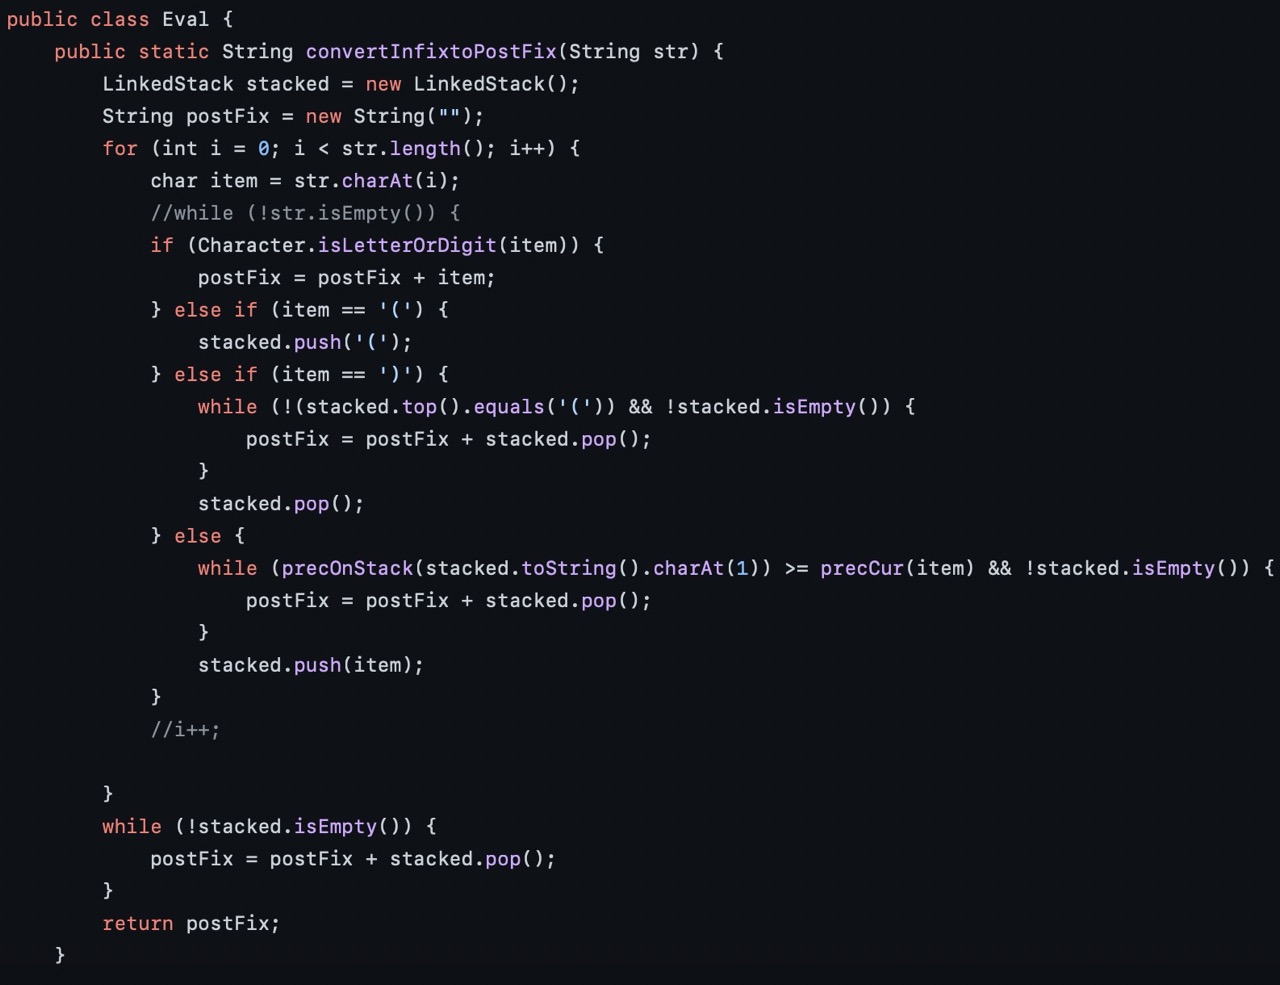 public class Eval {
    public static String convertInfixtoPostFix(String str) {
        LinkedStack stacked = new LinkedStack();
        String postFix = new String("");
        for (int i = 0; i < str.length(); i++) {
            char item = str.charAt(i);
            //while (!str.isEmpty()) {
            if (Character.isLetterOrDigit(item)) {
                postFix = postFix + item;
            } else if (item == '(') {
                stacked.push('(');
            } else if (item == ')') {
                while (!(stacked.top().equals('(')) && !stacked.isEmpty()) {
                    postFix = postFix + stacked.pop();
                }
                stacked.pop();
            } else {
                while (precOnStack(stacked.toString().charAt(1)) >= precCur(item) && !stacked.isEmpty()) {
                    postFix = postFix + stacked.pop();
                }
                stacked.push(item);
            }
            //i++;

        }
        while (!stacked.isEmpty()) {
            postFix = postFix + stacked.pop();
        }
        return postFix;
    }